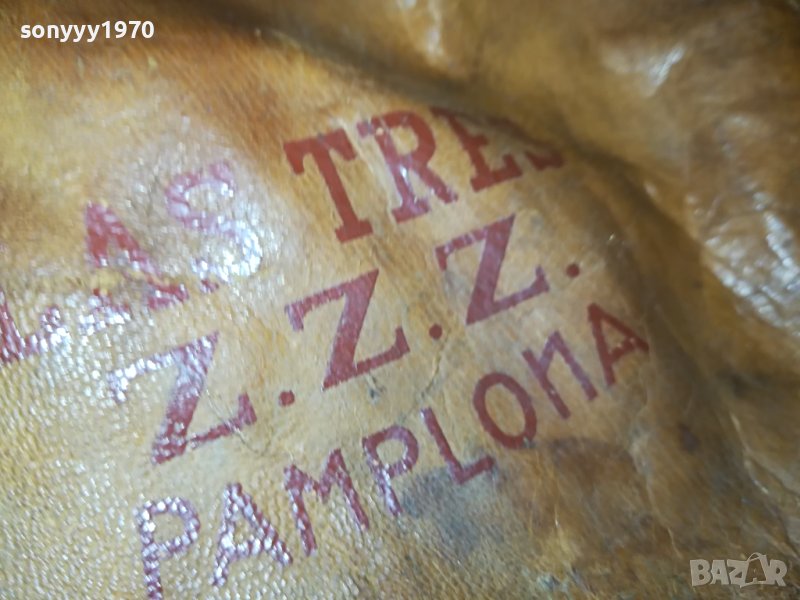 sonyyy1970
LAS TRES
Z.Z.Z.
PAMPLONA
BAZAR